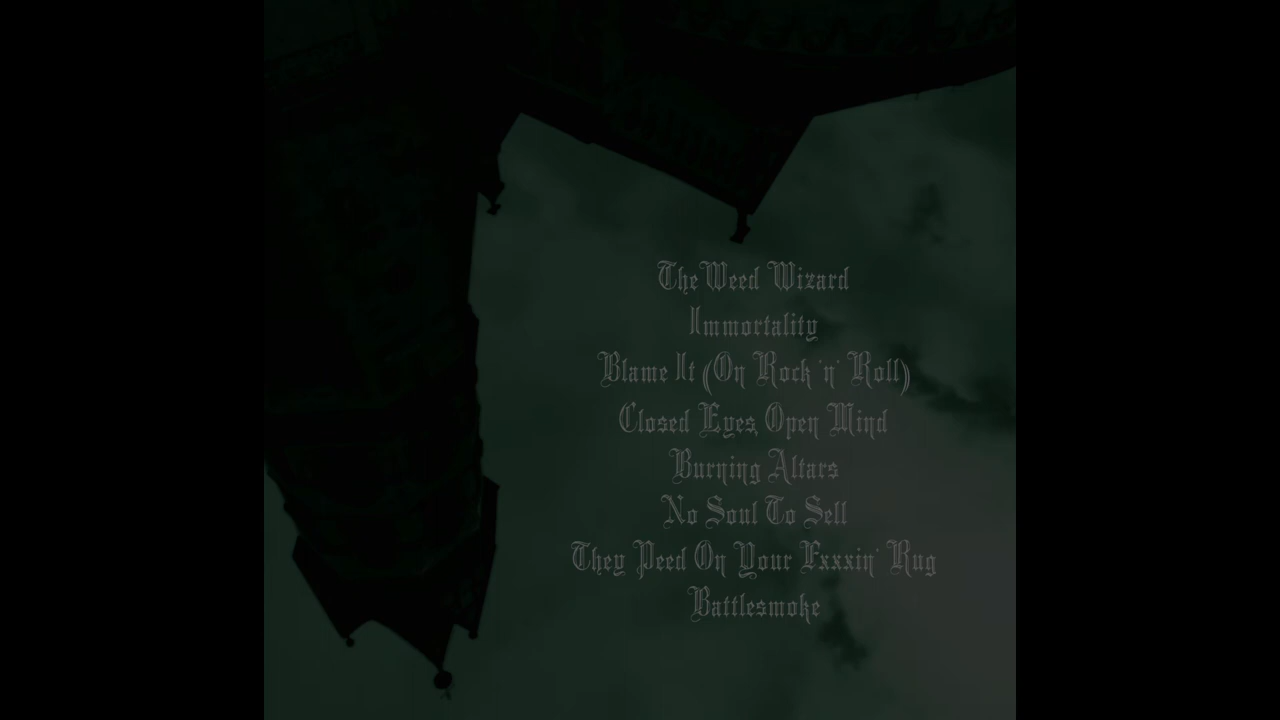 The Weed Wizard
Immortality
Blame It (On Rock 'n' Roll)
Closed Eyes, Open Mind
Burning Altars
No Soul To Sell
They Peed On Your Fxxxin' Rug
Battlesmoke